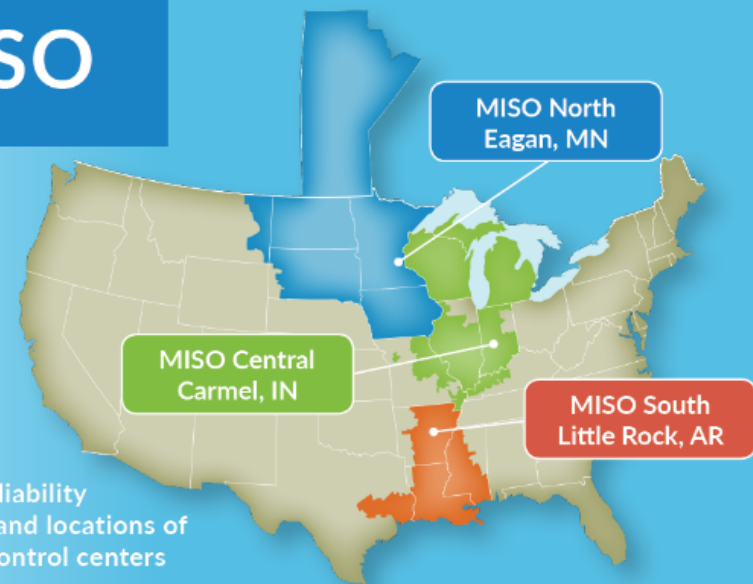 SO
MISO North
Eagan, MN
MISO Central
Carmel, IN
MISO South
Little Rock, AR
liability
and locations of
ontrol centers